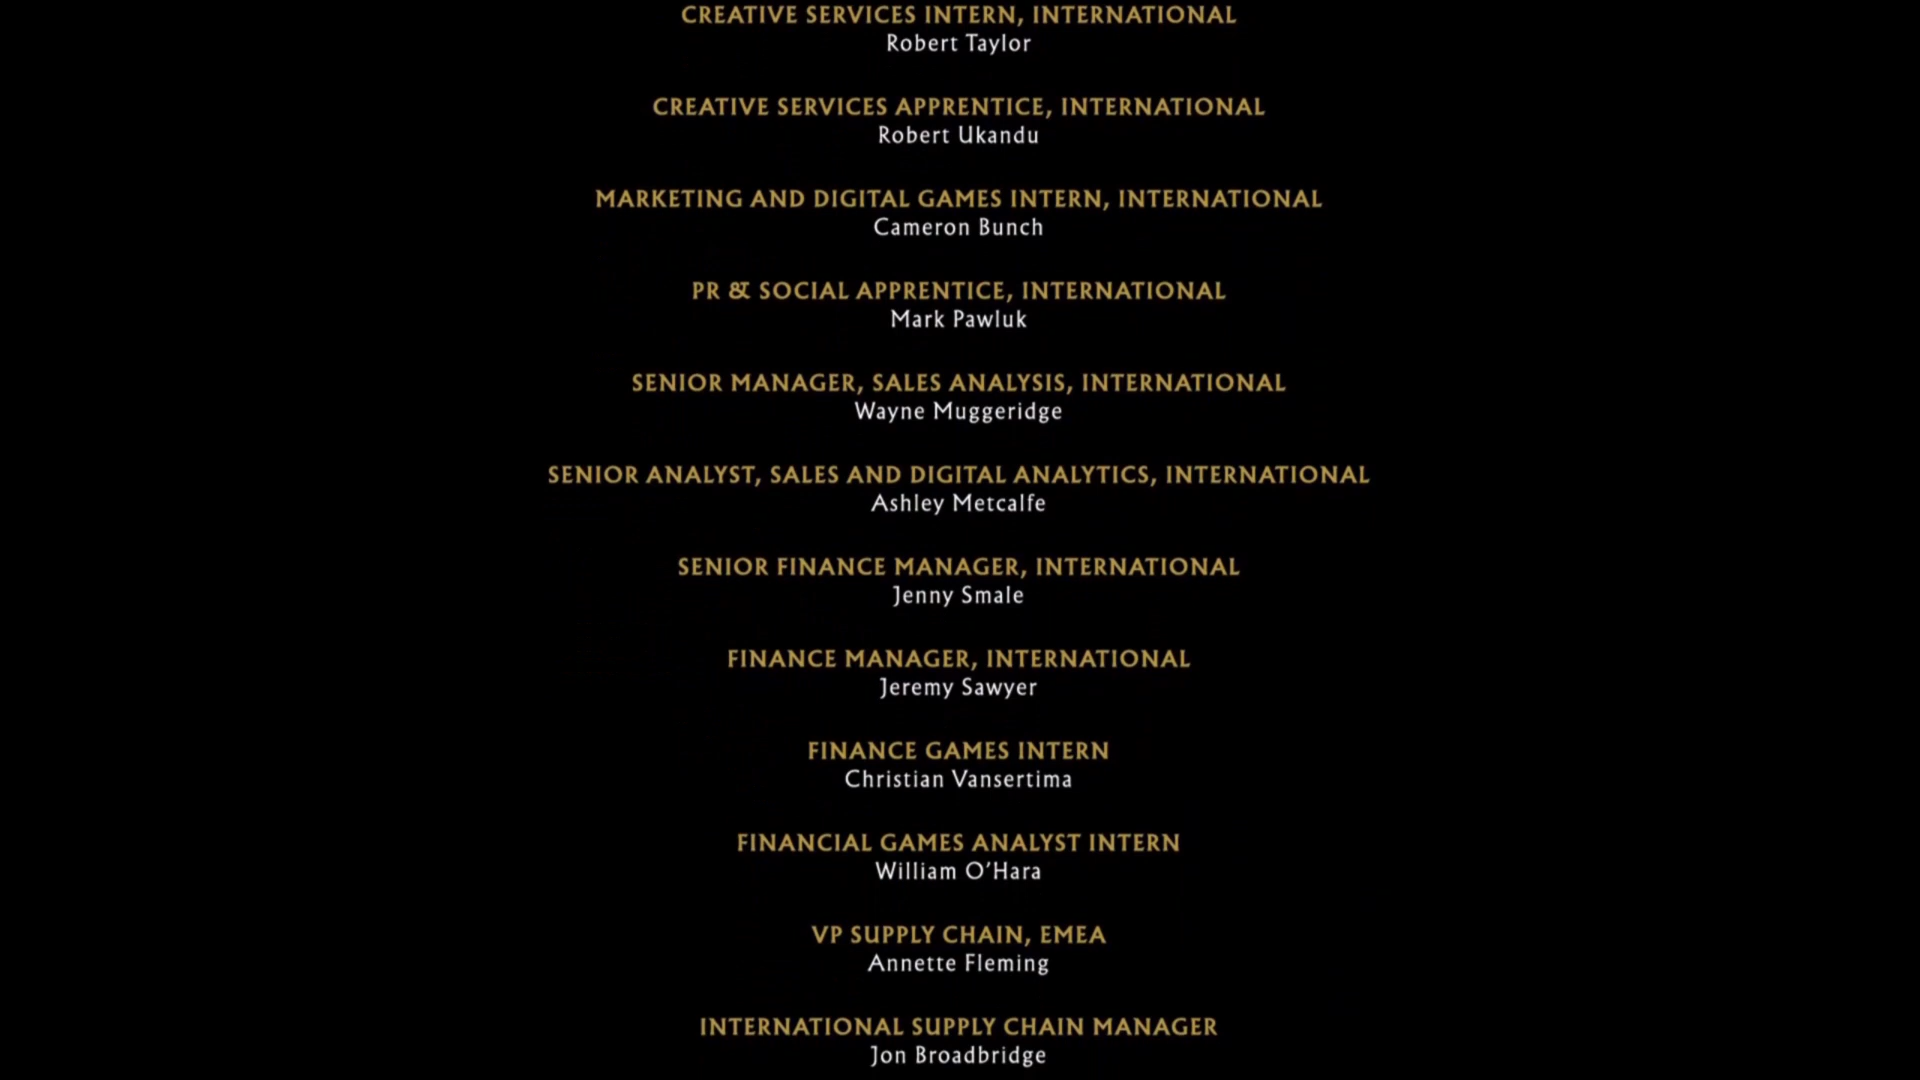 CREATIVE SERVICES INTERN, INTERNATIONAL
Robert Taylor
CREATIVE SERVICES APPRENTICE, INTERNATIONAL
Robert Ukandu
MARKETING AND DIGITAL GAMES INTERN, INTERNATIONAL
Cameron Bunch
PR & SOCIAL APPRENTICE, INTERNATIONAL
Mark Pawluk
SENIOR MANAGER, SALES ANALYSIS, INTERNATIONAL
Wayne Muggeridge
SENIOR ANALYST, SALES AND DIGITAL ANALYTICS, INTERNATIONAL
Ashley Metcalfe
SENIOR FINANCE MANAGER, INTERNATIONAL
Jenny Smale
FINANCE MANAGER, INTERNATIONAL
Jeremy Sawyer
FINANCE GAMES INTERN
Christian Vansertima
FINANCIAL GAMES ANALYST INTERN
William O’Hara
VP SUPPLY CHAIN, EMEA
Annette Fleming
INTERNATIONAL SUPPLY CHAIN MANAGER
Jon Broadbridge